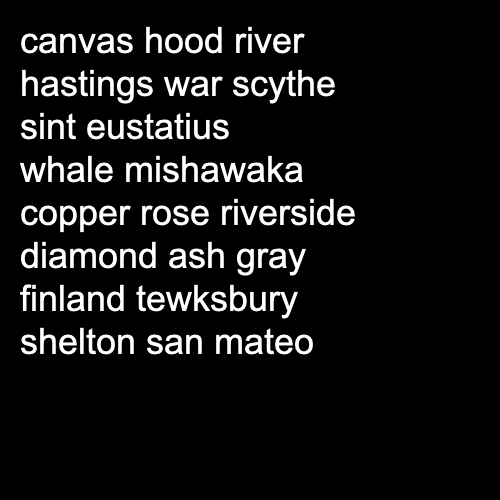 canvas hood river
hastings war scythe
sint eustatius
whale mishawaka
copper rose riverside
diamond ash gray
finland tewksbury
shelton san mateo